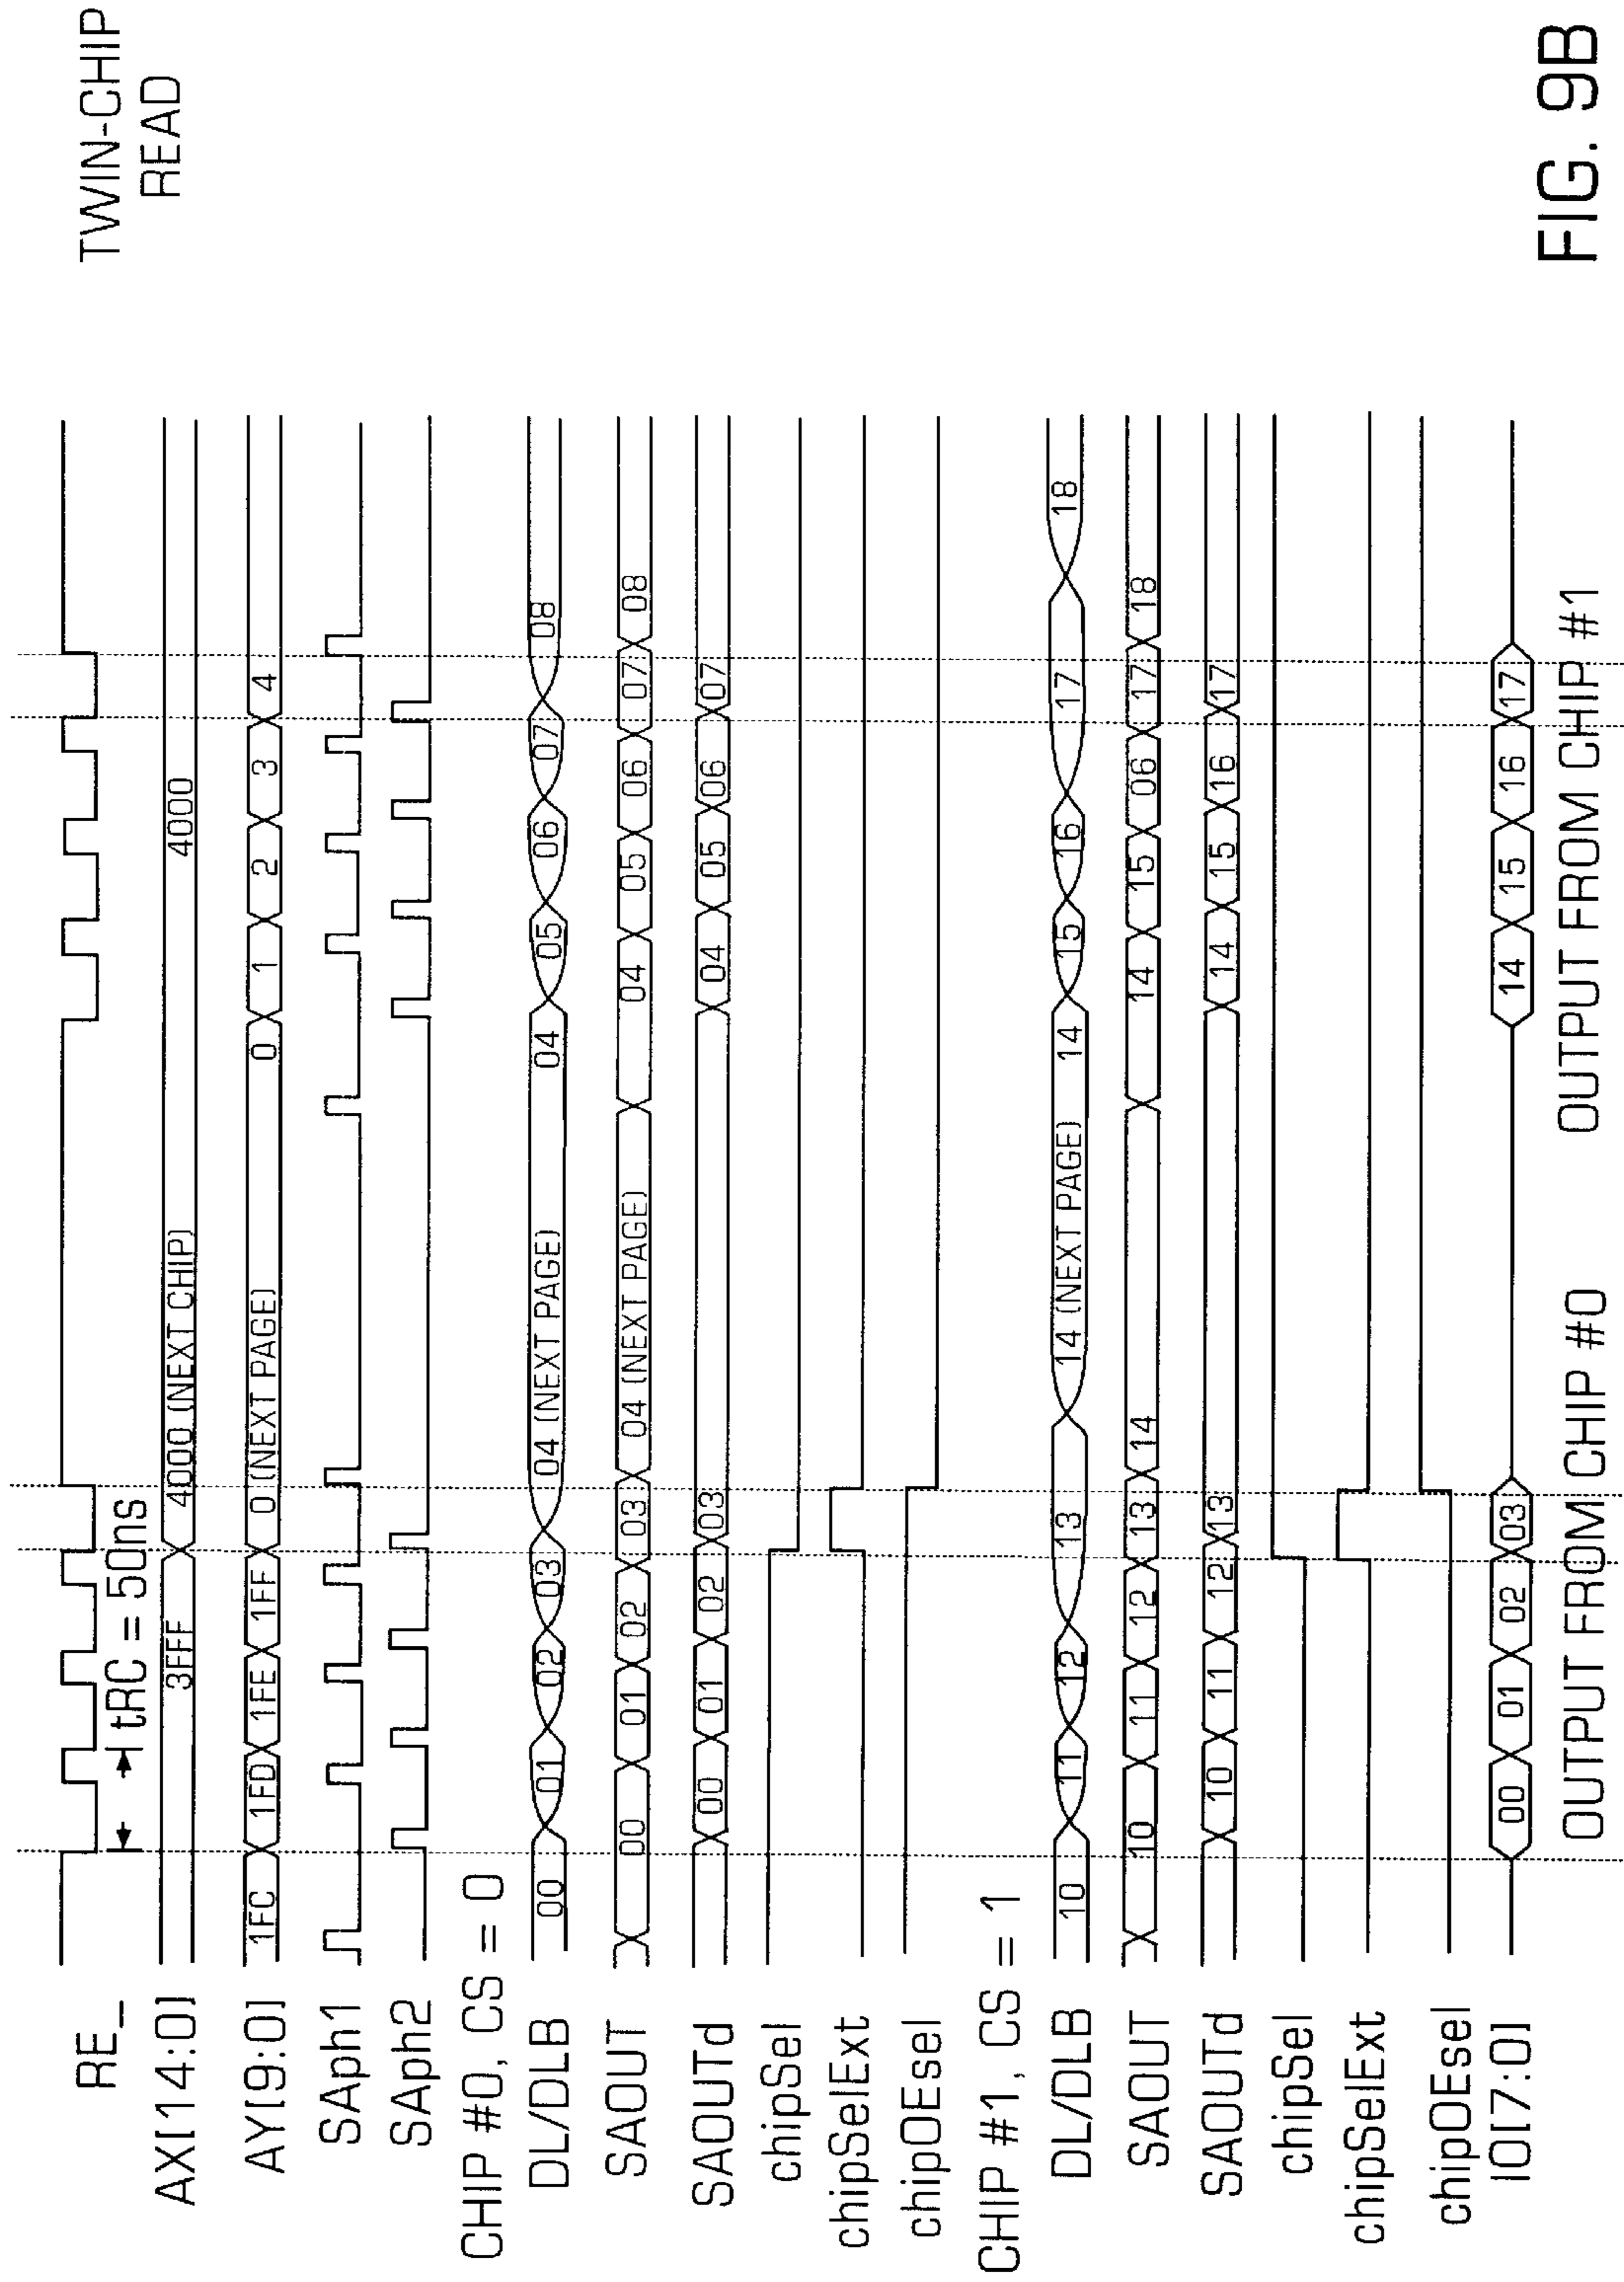 TWIN-CHIP
READ
RE_
tRC = 50ns
AX[14:0] 3FFF 4000 (NEXT CHIP) 4000
AY[9:0] 1FC 1FD 1FE 1FF 0 (NEXT PAGE) 0 1 2 3 4
SAph1
SAph2
CHIP #0, CS = 0
DL/DLB 00 01 02 03 04 (NEXT PAGE) 04 05 06 07 08
SAOUT 00 01 02 03 04 (NEXT PAGE) 04 05 06 07 08
SAOUTd 00 01 02 03 04 05 06 07
chipSel
chipSelExt
chipOEsel
CHIP #1, CS = 1
DL/DLB 10 11 12 13 14 (NEXT PAGE) 14 15 16 17 18
SAOUT 10 11 12 13 14 14 15 06 17 18
SAOUTd 10 11 12 13 14 15 16 17
chipSel
chipSelExt
chipOEsel
IO[7:0] 00 01 02 03 14 15 16 17
OUTPUT FROM CHIP #0 OUTPUT FROM CHIP #1
FIG. 9B